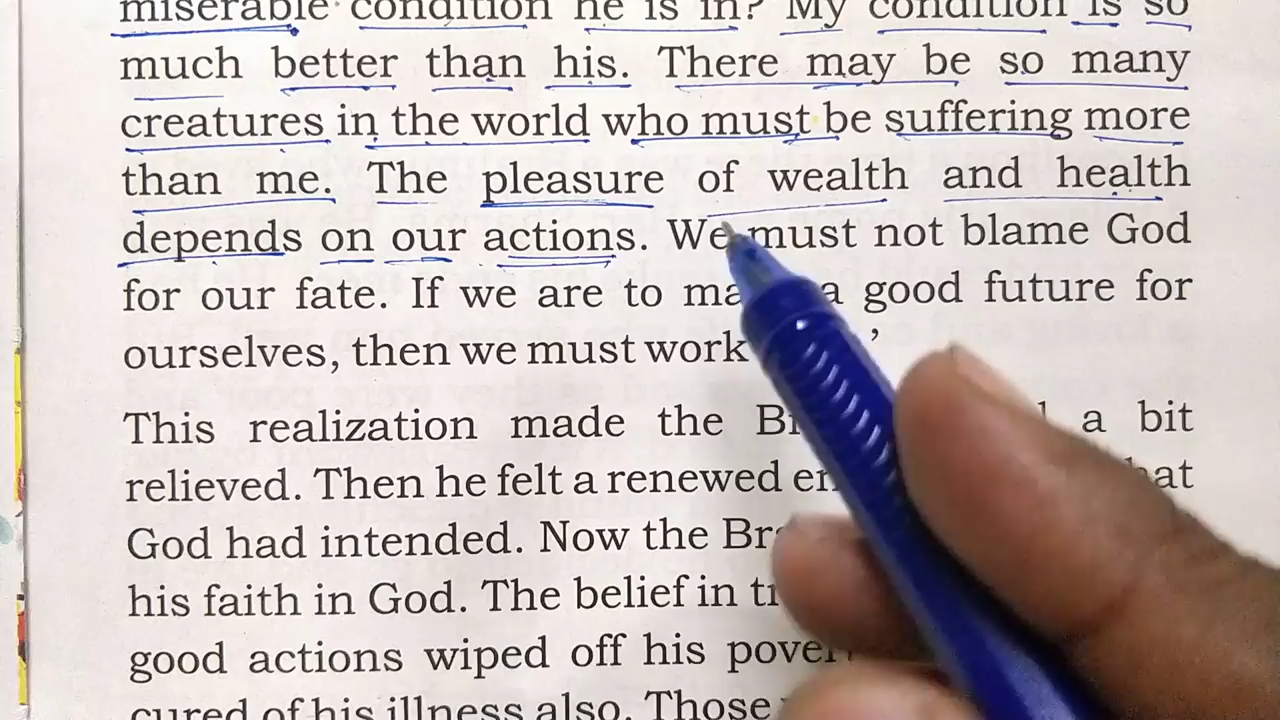 miserable condition he is in? My condition is so
much better than his. There may be so many
creatures in the world who must be suffering more
than me. The pleasure of wealth and health
depends on our actions. We must not blame God
for our fate. If we are to ma a good future for
ourselves, then we must work ’
This realization made the a bit
relieved. Then he felt a renewed
God had intended. Now the
his faith in God. The belief in
good actions wiped off his
cured of his illness also. Those